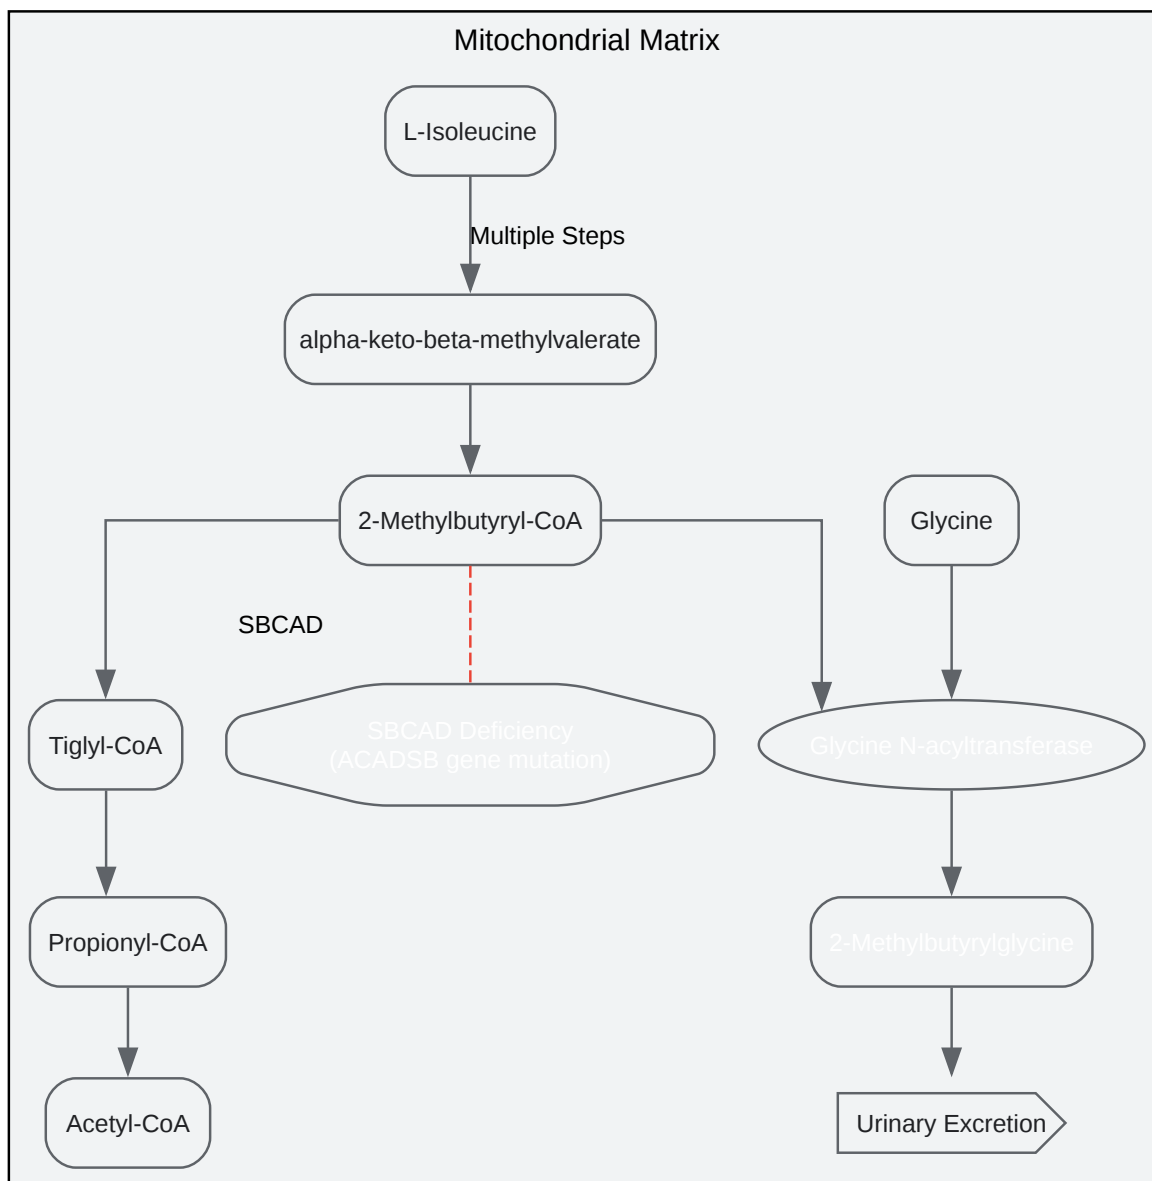 Mitochondrial Matrix
L-Isoleucine
Multiple Steps
alpha-keto-beta-methylvalerate
2-Methylbutyryl-CoA
Glycine
SBCAD
Tiglyl-CoA
SBCAD Deficiency
(ACADSB gene mutation)
Glycine N-acyltransferase
Propionyl-CoA
2-Methylbutyrylglycine
Acetyl-CoA
Urinary Excretion